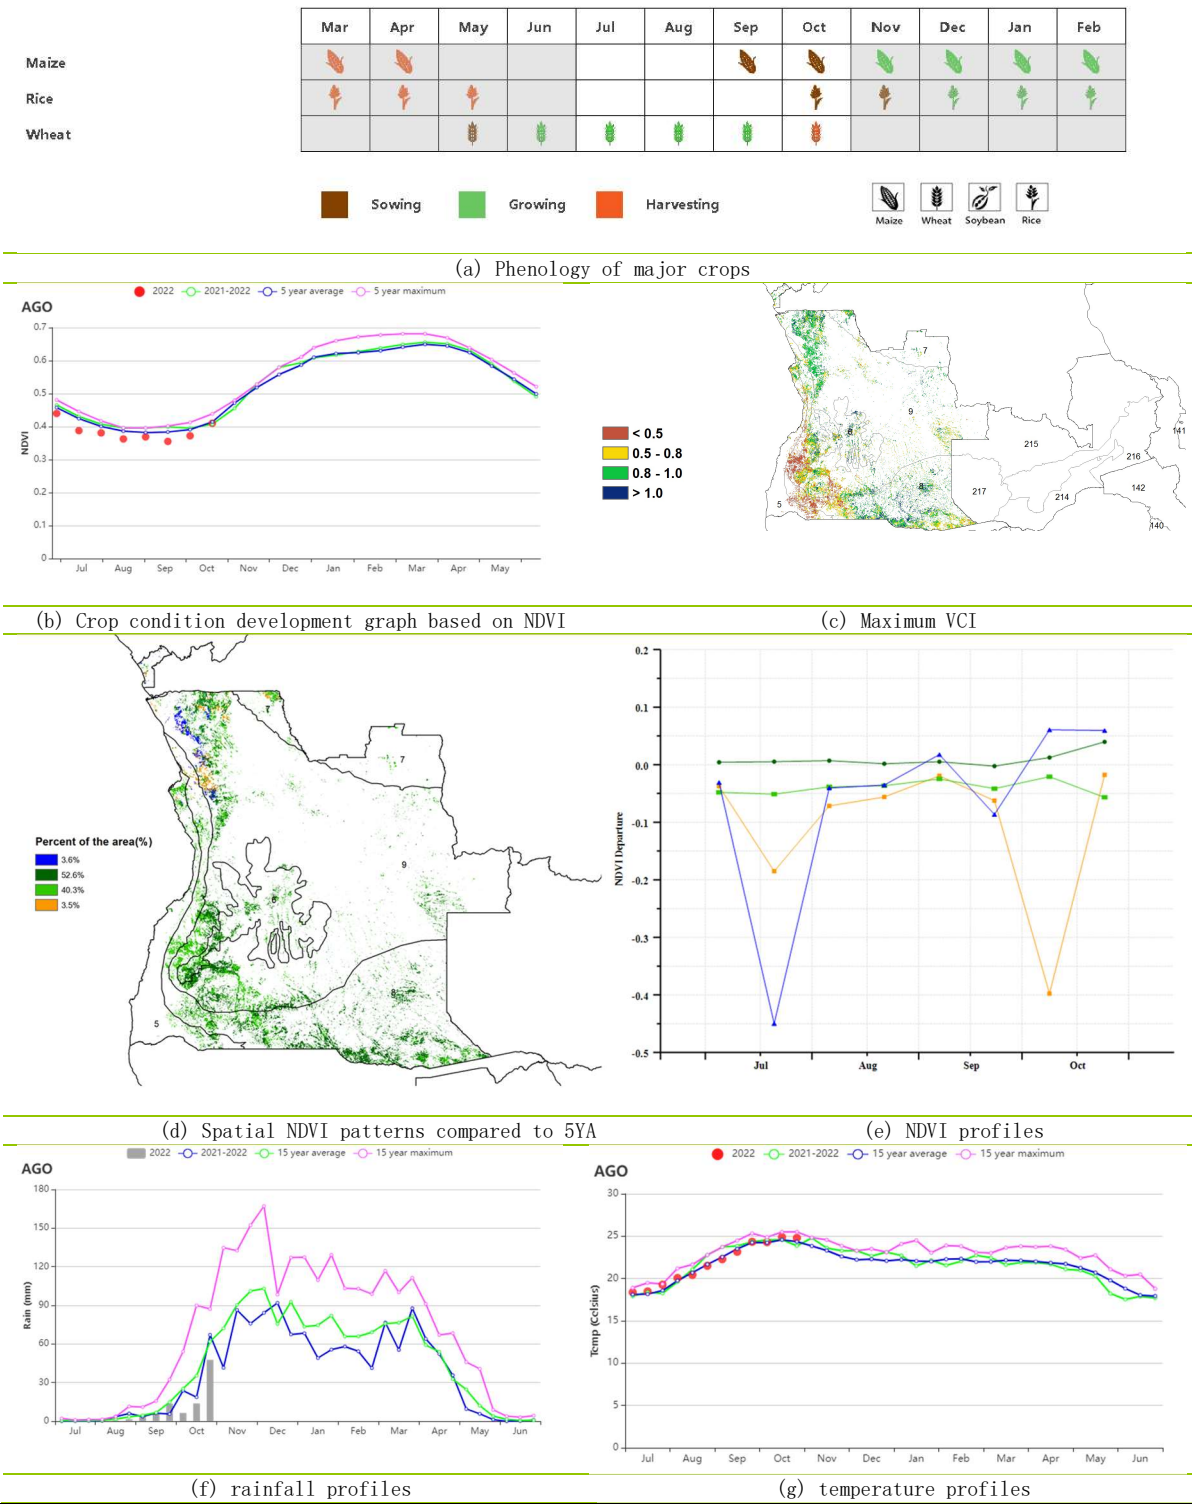 Mar Apr May Jun Jul Aug Sep Oct Nov Dec Jan Feb
Maize
Rice
Wheat
Sowing Growing Harvesting
Maize Wheat Soybean Rice
(a) Phenology of major crops
2022 2021-2022 5 year average 5 year maximum
AGO
0.7
0.6
0.5
0.4
0.3
0.2
0.1
0
NDVI
Jul Aug Sep Oct Nov Dec Jan Feb Mar Apr May
< 0.5
0.5 - 0.8
0.8 - 1.0
> 1.0
7
9
6
8
5
215
217
214
216
141
142
140
(b) Crop condition development graph based on NDVI
(c) Maximum VCI
7
7
9
6
8
5
Percent of the area(%)
3.6%
52.6%
40.3%
3.5%
0.2
0.1
0.0
-0.1
-0.2
-0.3
-0.4
-0.5
NDVI Departure
Jul Aug Sep Oct
(d) Spatial NDVI patterns compared to 5YA
(e) NDVI profiles
2022 2021-2022 15 year average 15 year maximum
AGO
180
150
120
90
60
30
0
Rain (mm)
Jul Aug Sep Oct Nov Dec Jan Feb Mar Apr May Jun
2022 2021-2022 15 year average 15 year maximum
AGO
30
25
20
15
10
5
0
Temp (Celsius)
Jul Aug Sep Oct Nov Dec Jan Feb Mar Apr May Jun
(f) rainfall profiles
(g) temperature profiles